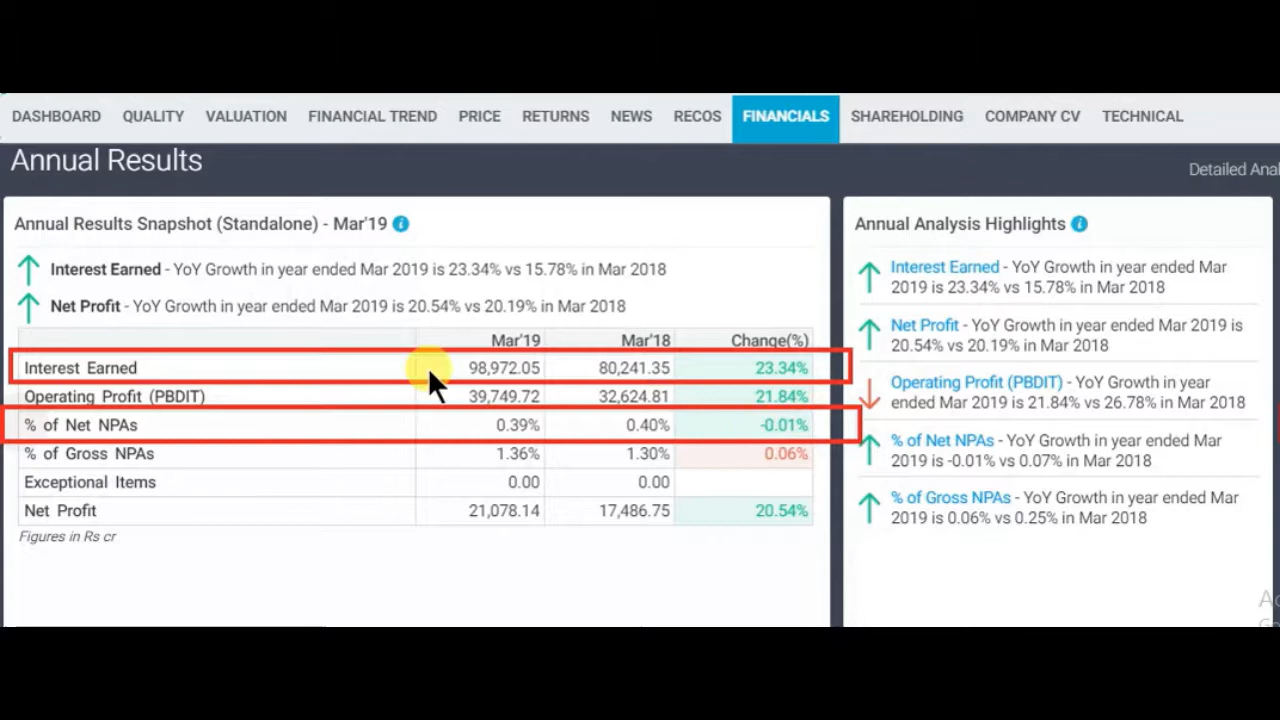 DASHBOARD QUALITY VALUATION FINANCIAL TREND PRICE RETURNS NEWS RECOS FINANCIALS SHAREHOLDING COMPANY CV TECHNICAL
Annual Results
Detailed Anal
Annual Results Snapshot (Standalone) - Mar'19
Interest Earned - YoY Growth in year ended Mar 2019 is 23.34% vs 15.78% in Mar 2018
Net Profit - YoY Growth in year ended Mar 2019 is 20.54% vs 20.19% in Mar 2018
Mar'19 Mar'18 Change(%)
Interest Earned 98,972.05 80,241.35 23.34%
Operating Profit (PBDIT) 39,749.72 32,624.81 21.84%
% of Net NPAs 0.39% 0.40% -0.01%
% of Gross NPAs 1.36% 1.30% 0.06%
Exceptional Items 0.00 0.00
Net Profit 21,078.14 17,486.75 20.54%
Figures in Rs cr
Annual Analysis Highlights
Interest Earned - YoY Growth in year ended Mar
2019 is 23.34% vs 15.78% in Mar 2018
Net Profit - YoY Growth in year ended Mar 2019 is
20.54% vs 20.19% in Mar 2018
Operating Profit (PBDIT) - YoY Growth in year
ended Mar 2019 is 21.84% vs 26.78% in Mar 2018
% of Net NPAs - YoY Growth in year ended Mar
2019 is -0.01% vs 0.07% in Mar 2018
% of Gross NPAs - YoY Growth in year ended Mar
2019 is 0.06% vs 0.25% in Mar 2018